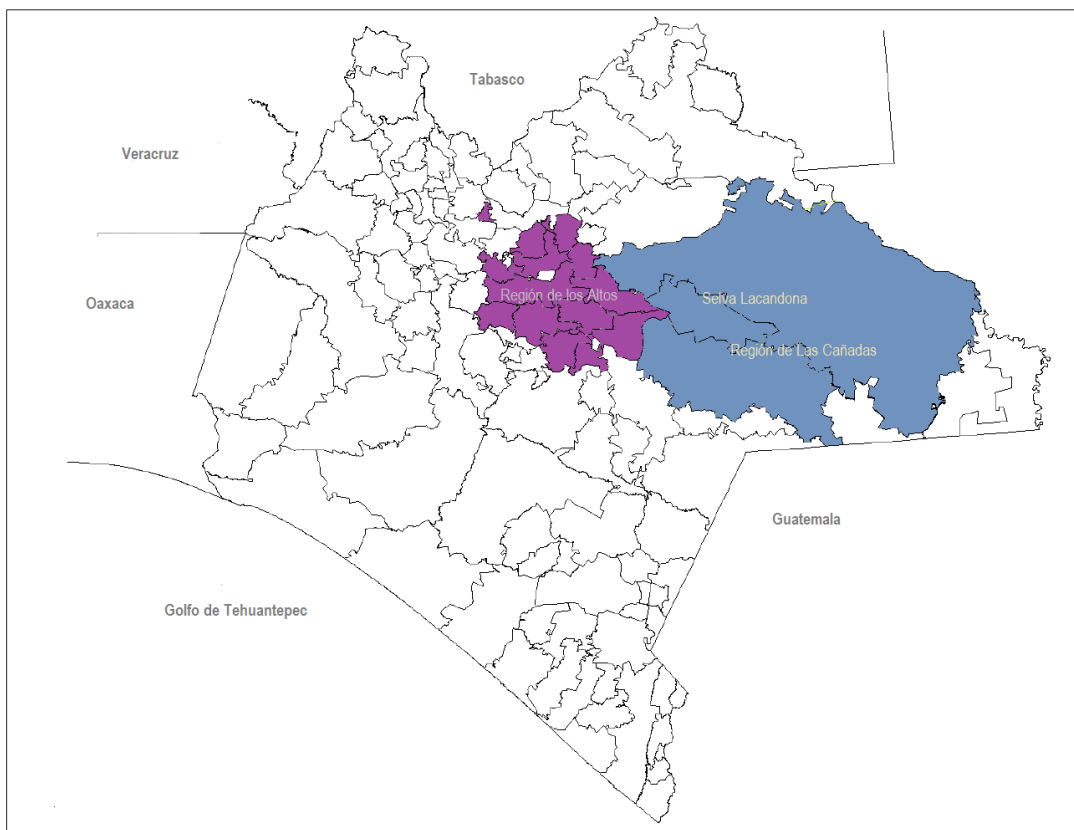 Tabasco
Veracruz
Región de los Altos
Selva Lacandona
Oaxaca
Región de Las Cañadas
Guatemala
Golfo de Tehuantepec